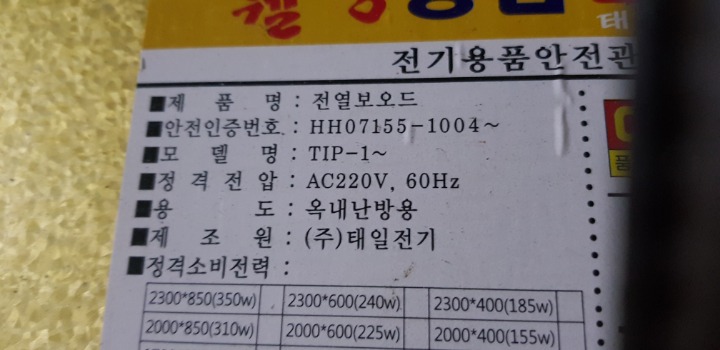 전기용품안전관
■제 품 명 : 전열보오드
■안전인증번호 : HH07155-1004~
■모 델 명 : TIP-1~
■정 격 전 압 : AC220V, 60Hz
■용 도 : 옥내난방용
■제 조 원 : (주)태일전기
■정격소비전력 :
2300*850(350w) 2300*600(240w) 2300*400(185w)
2000*850(310w) 2000*600(225w) 2000*400(155w)